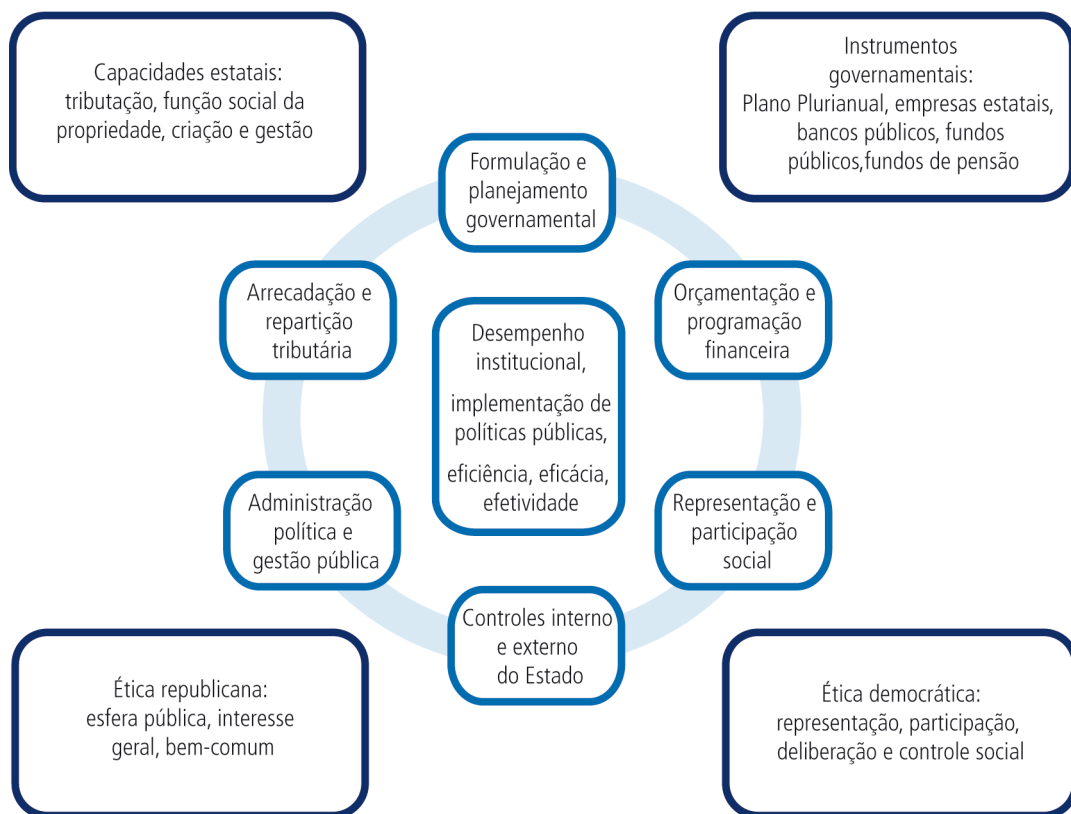 Capacidades estatais:
tributação, função social da
propriedade, criação e gestão
Instrumentos
governamentais:
Plano Plurianual, empresas estatais,
bancos públicos, fundos
públicos,fundos de pensão
Formulação e
planejamento
governamental
Arrecadação e
repartição
tributária
Orçamentação e
programação
financeira
Desempenho
institucional,
implementação de
políticas públicas,
eficiência, eficácia,
efetividade
Administração
política e
gestão pública
Representação e
participação
social
Controles interno
e externo
do Estado
Ética republicana:
esfera pública, interesse
geral, bem-comum
Ética democrática:
representação, participação,
deliberação e controle social